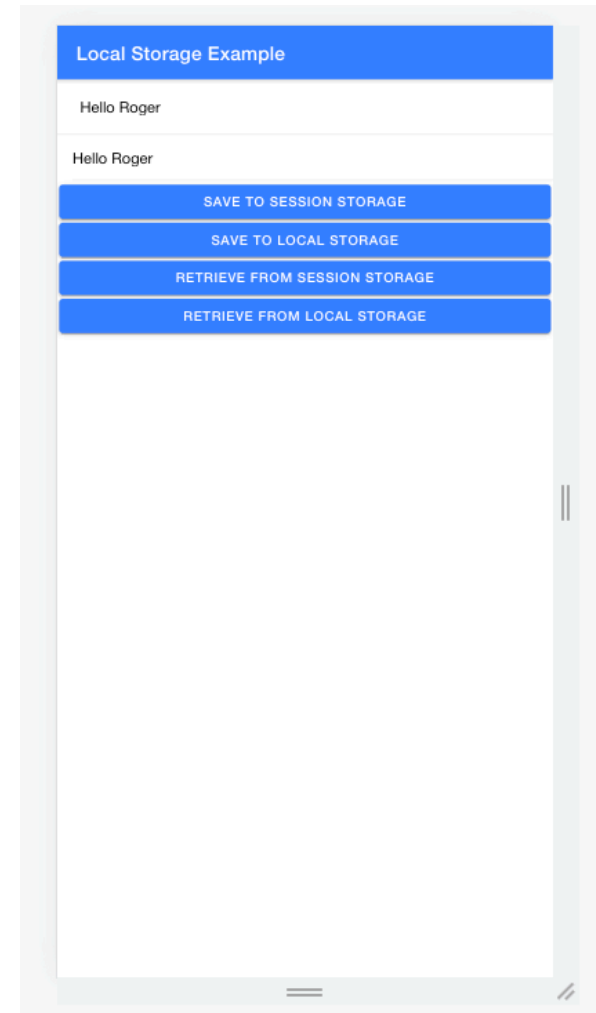 Local Storage Example
Hello Roger
Hello Roger
SAVE TO SESSION STORAGE
SAVE TO LOCAL STORAGE
RETRIEVE FROM SESSION STORAGE
RETRIEVE FROM LOCAL STORAGE